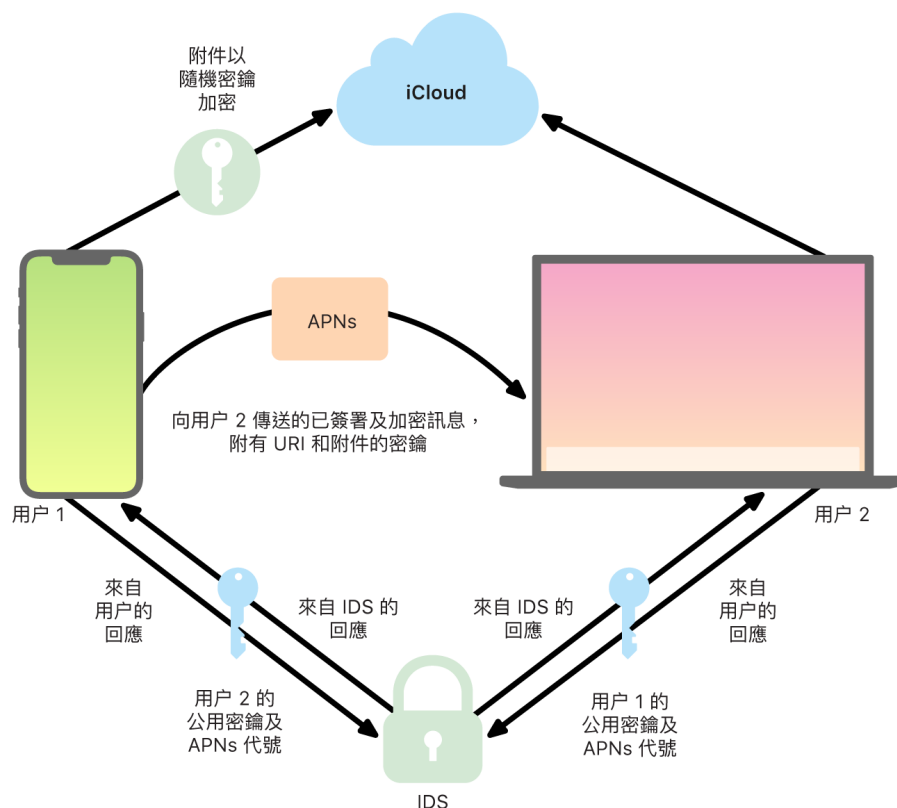 附件以
隨機密鑰
加密
iCloud
APNs
向用户 2 傳送的已簽署及加密訊息，
附有 URI 和附件的密鑰
用户 1
用户 2
來自
用户的
回應
來自 IDS 的
回應
來自 IDS 的
回應
來自
用户的
回應
用户 2 的
公用密鑰及
APNs 代號
用户 1 的
公用密鑰及
APNs 代號
IDS